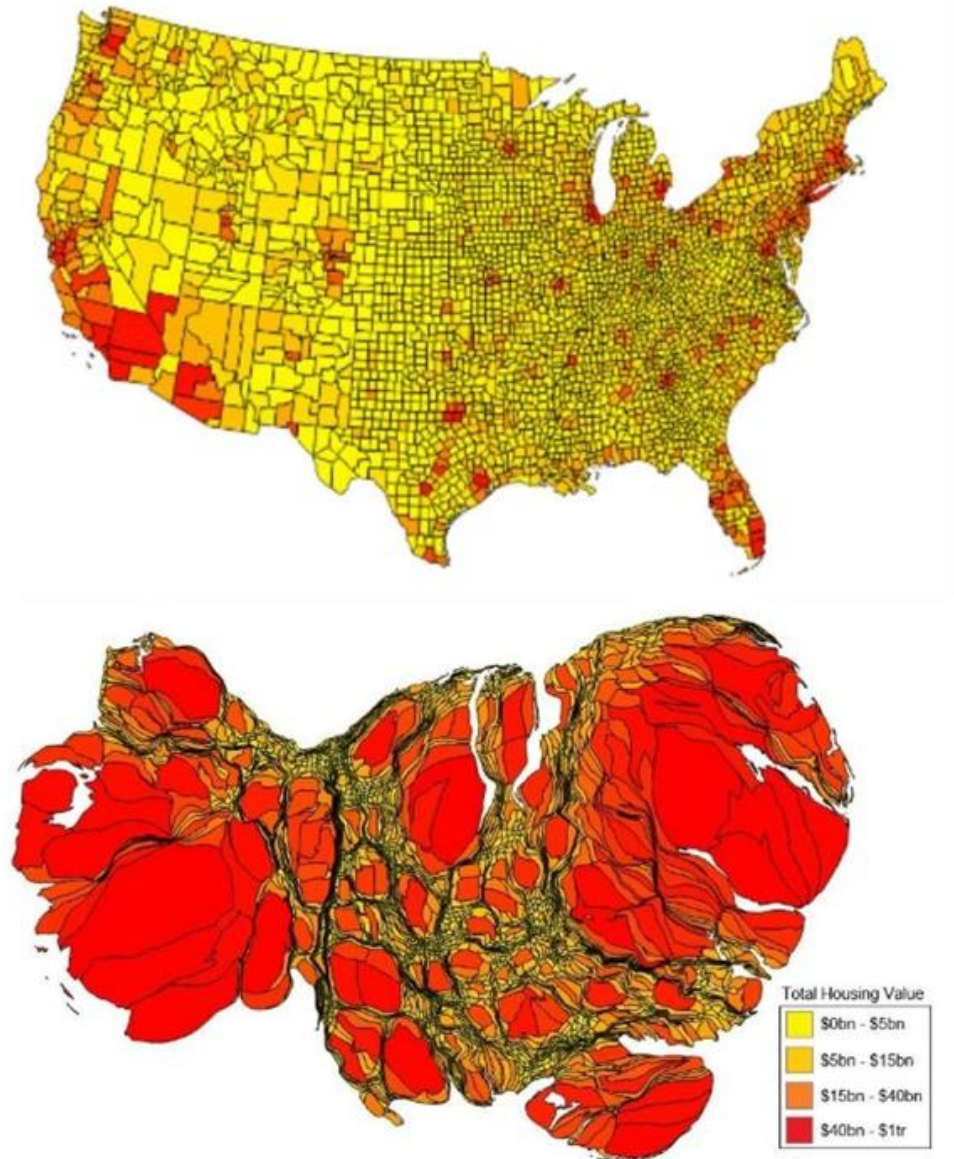 Total Housing Value
$0bn - $5bn
$5bn - $15bn
$15bn - $40bn
$40bn - $1tr